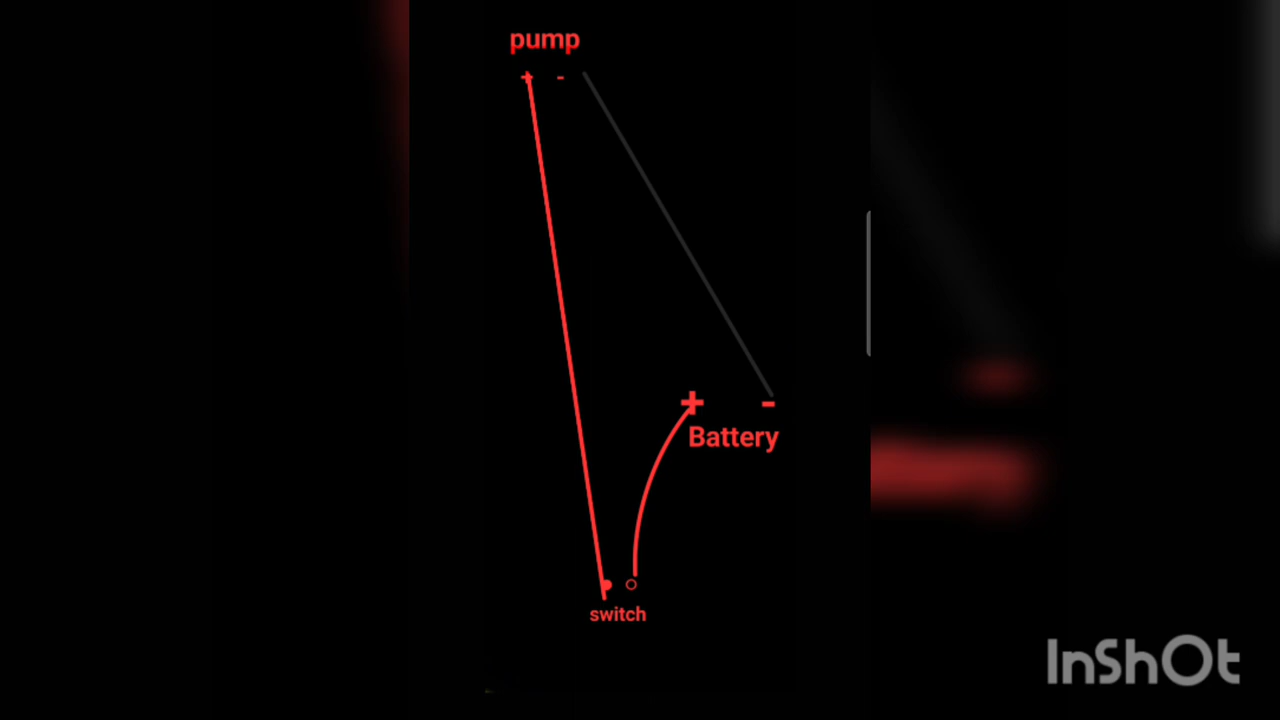 pump
+ -
+ -
Battery
switch
InShOt